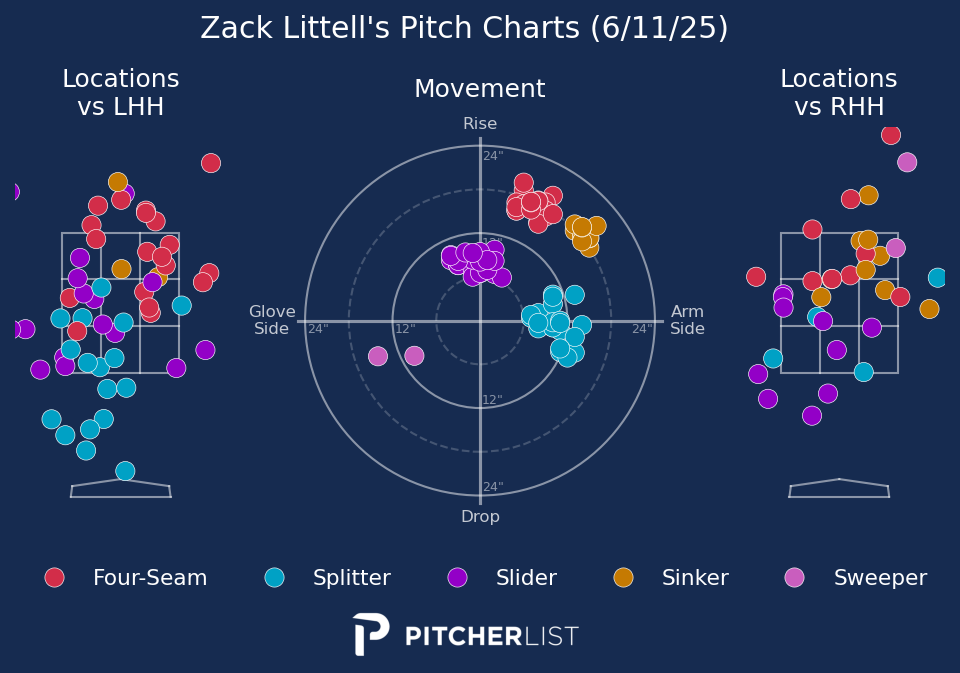 Zack Littell's Pitch Charts (6/11/25)
Locations
vs LHH
Movement
Locations
vs RHH
Rise
24"
12"
Glove
Side
24"
12"
24"
Arm
Side
12"
24"
Drop
Four-Seam
Splitter
Slider
Sinker
Sweeper
PITCHERLIST